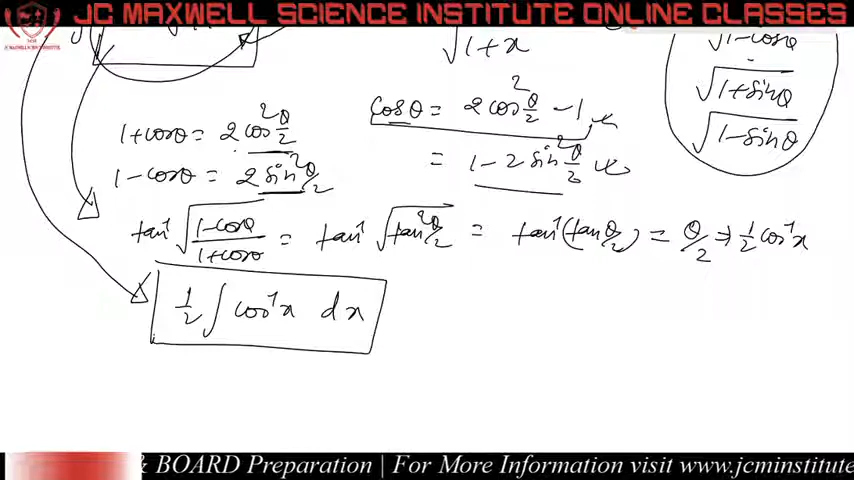 JC MAXWELL SCIENCE INSTITUTE ONLINE CLASSES
JC MAXWELL'S INSTITUTE
√1+x
√1-cosθ
√1+sinθ
√1-sinθ
1+cosθ = 2cos²θ/2
cosθ = 2cos²θ/2 - 1
1-cosθ = 2sin²θ/2
= 1-2sin²θ/2
tan⁻¹√(1-cosθ/1+cosθ) = tan⁻¹√tan²θ/2 = tan⁻¹(tanθ/2) = θ/2 ⇒ 1/2 cos⁻¹x
1/2 ∫ cos⁻¹x dx
& BOARD Preparation | For More Information visit www.jcminstitute